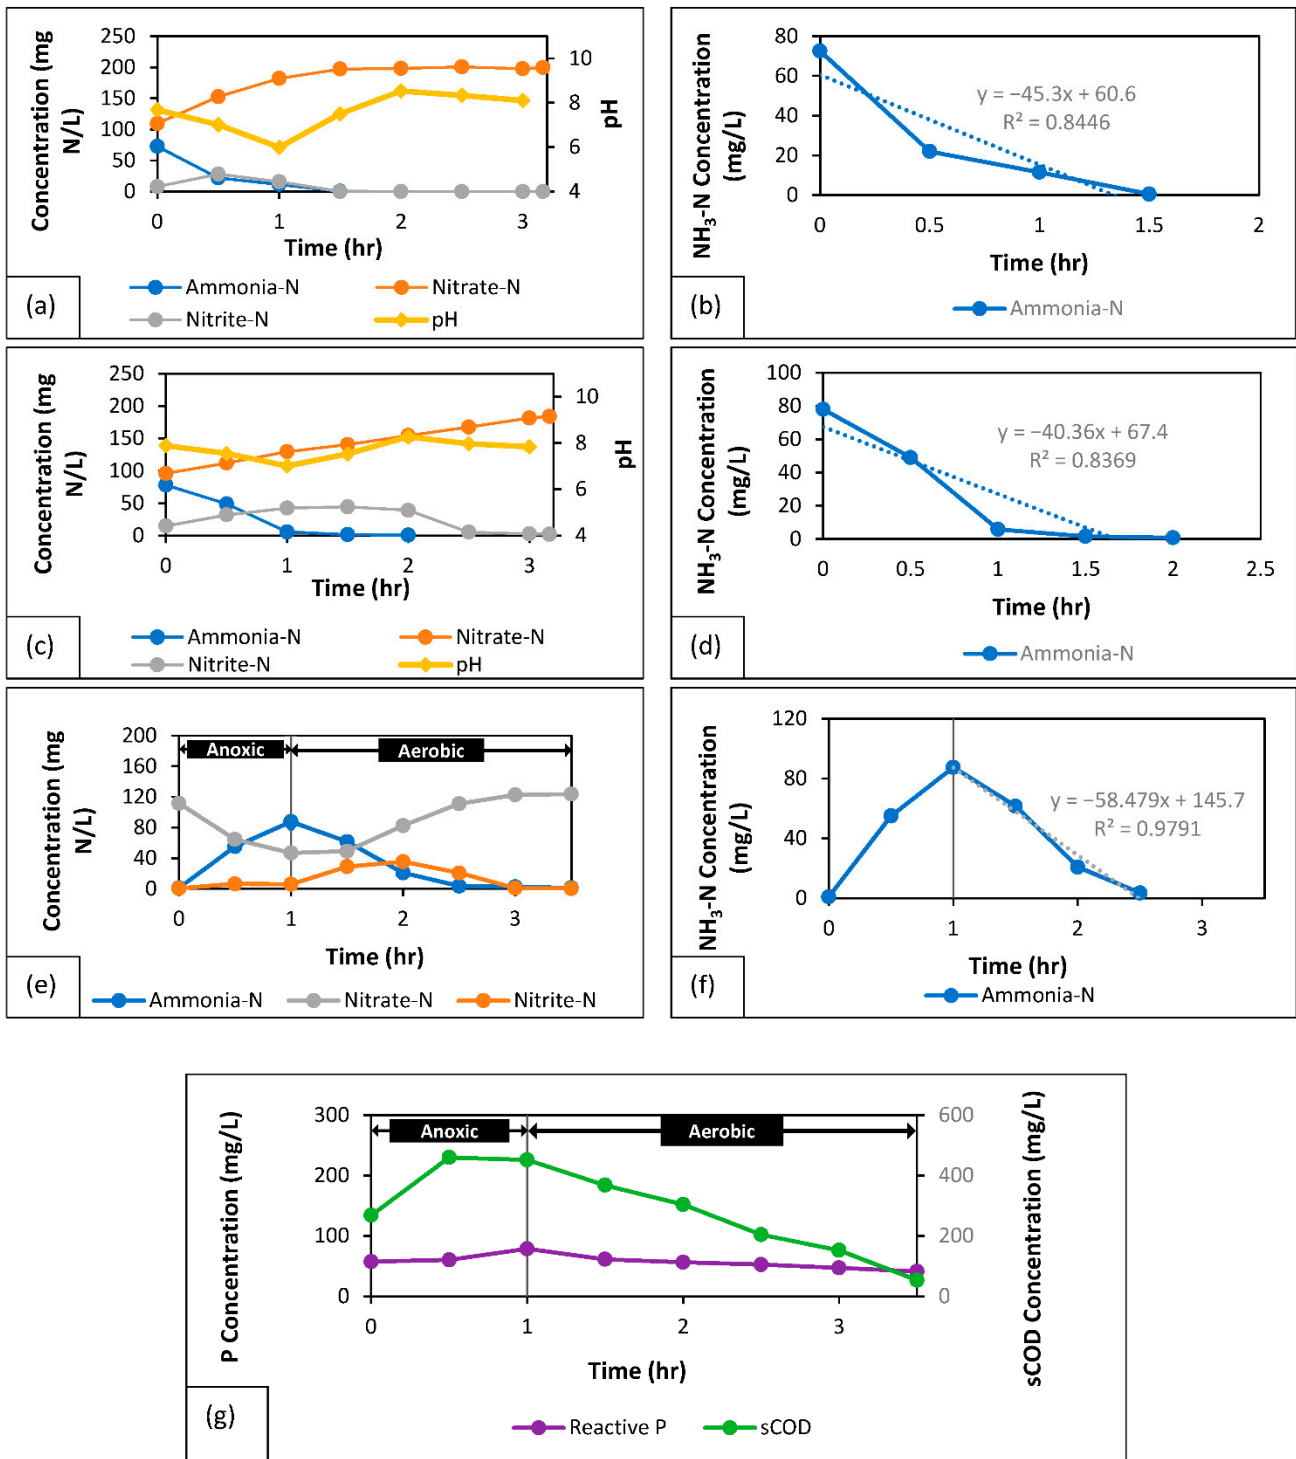 250
200
150
100
50
0
10
8
6
4
Concentration (mg
N/L)
pH
0 1 2 3
Time (hr)
Ammonia-N Nitrate-N
Nitrite-N pH
(a)
80
60
40
20
0
NH₃-N Concentration
(mg/L)
y = −45.3x + 60.6
R² = 0.8446
0 0.5 1 1.5 2
Time (hr)
Ammonia-N
(b)
250
200
150
100
50
0
10
8
6
4
Concentration (mg
N/L)
pH
0 1 2 3
Time (hr)
Ammonia-N Nitrate-N
Nitrite-N pH
(c)
100
80
60
40
20
0
NH₃-N Concentration
(mg/L)
y = −40.36x + 67.4
R² = 0.8369
0 0.5 1 1.5 2 2.5
Time (hr)
Ammonia-N
(d)
200
160
120
80
40
0
Concentration (mg
N/L)
Anoxic Aerobic
0 1 2 3
Time (hr)
Ammonia-N Nitrate-N Nitrite-N
(e)
120
80
40
0
NH₃-N Concentration
(mg/L)
y = −58.479x + 145.7
R² = 0.9791
0 1 2 3
Time (hr)
Ammonia-N
(f)
300
200
100
0
600
400
200
0
P Concentration (mg/L)
sCOD Concentration (mg/L)
Anoxic Aerobic
0 1 2 3
Time (hr)
Reactive P sCOD
(g)